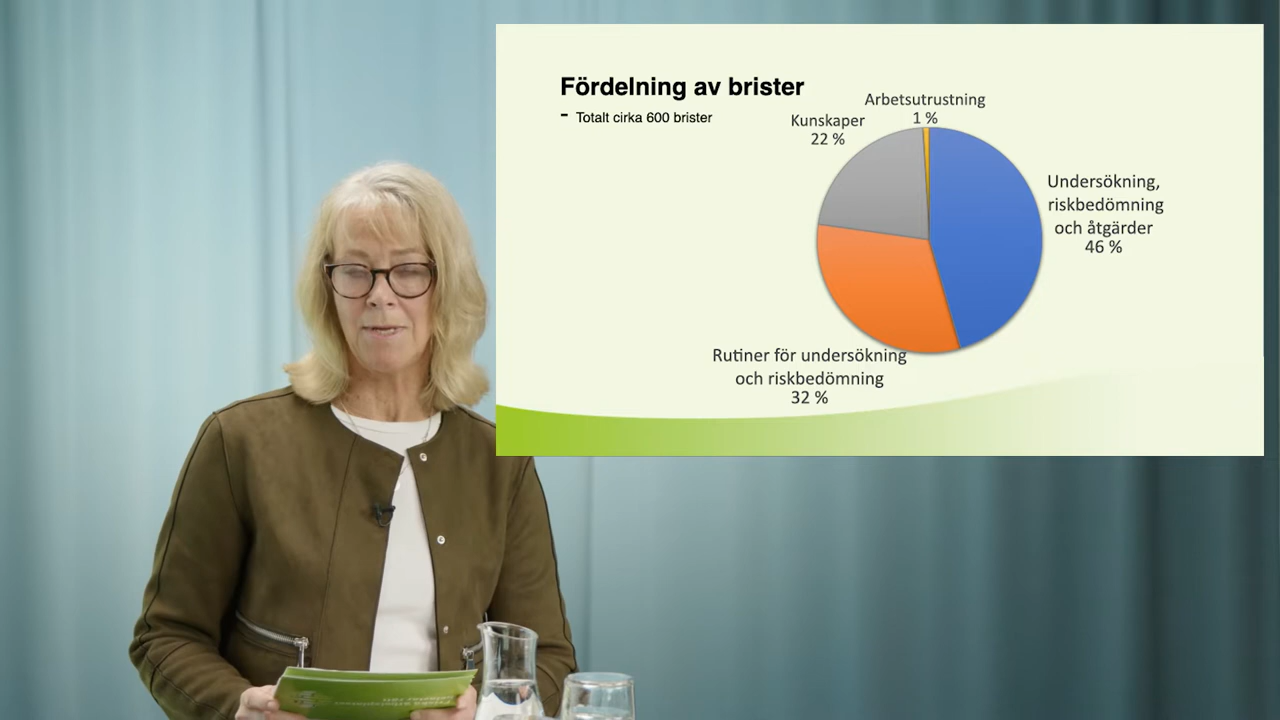 Fördelning av brister
- Totalt cirka 600 brister
Arbetsutrustning
1 %
Kunskaper
22 %
Undersökning,
riskbedömning
och åtgärder
46 %
Rutiner för undersökning
och riskbedömning
32 %